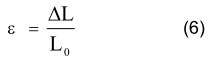 ε = ΔL / L₀ (6)